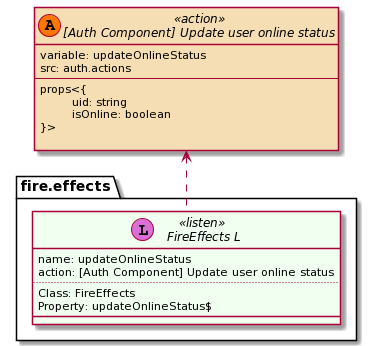 A
«action»
[Auth Component] Update user online status
variable: updateOnlineStatus
src: auth.actions
props<{
uid: string
isOnline: boolean
}>
fire.effects
L
«listen»
FireEffects L
name: updateOnlineStatus
action: [Auth Component] Update user online status
Class: FireEffects
Property: updateOnlineStatus$